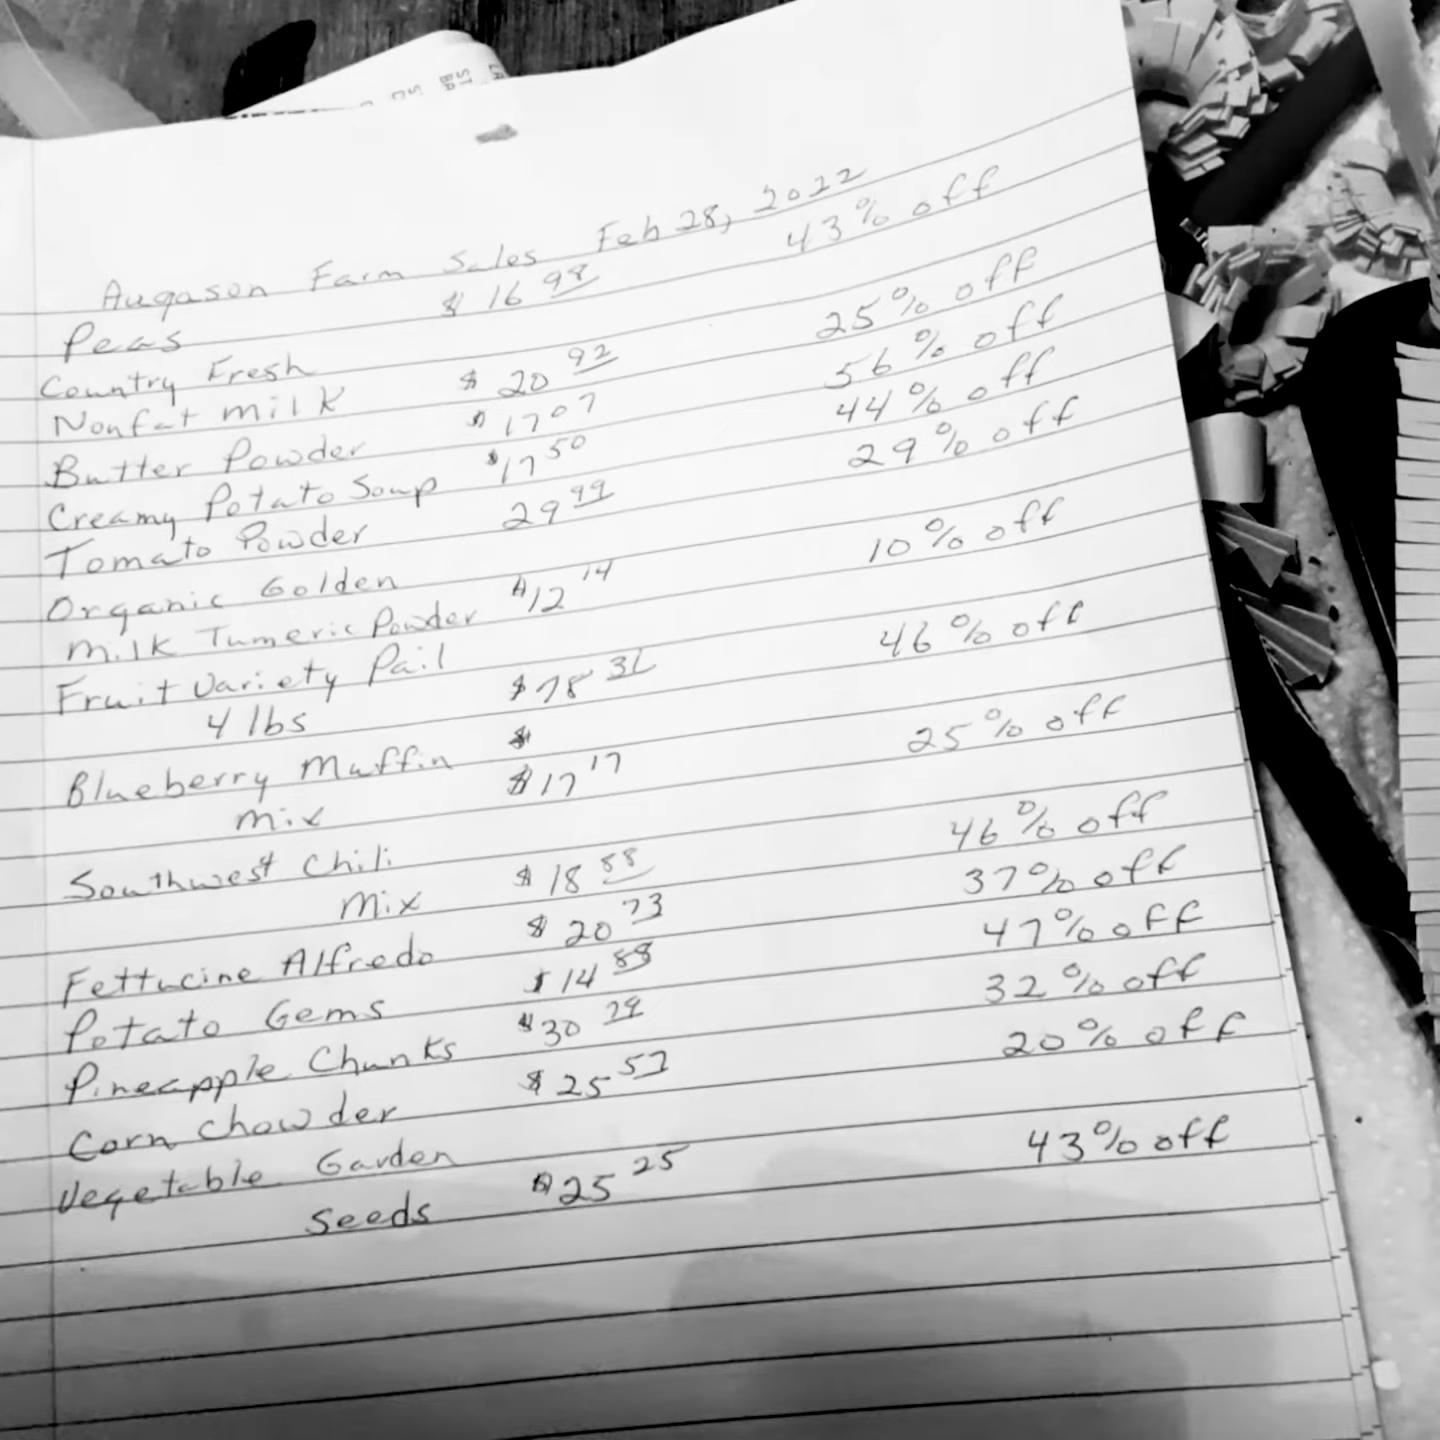 Augason Farm Sales Feb 28, 2022
Peas $16 98 43% off
Country Fresh
Nonfat milk $20 92 25% off
Butter Powder $17 07 56% off
Creamy Potato Soup $17 50 44% off
Tomato Powder 29 99 29% off
Organic Golden
Milk Tumeric Powder $12 14 10% off
Fruit Variety Pail
4 lbs $78 32 46% off
Blueberry Muffin $
mix $17 17 25% off
Southwest Chili
Mix $18 88 46% off
Fettucine Alfredo $20 73 37% off
Potato Gems $14 88 47% off
Pineapple Chunks $30 29 32% off
Corn Chowder $25 57 20% off
Vegetable Garden
Seeds $25 25 43% off